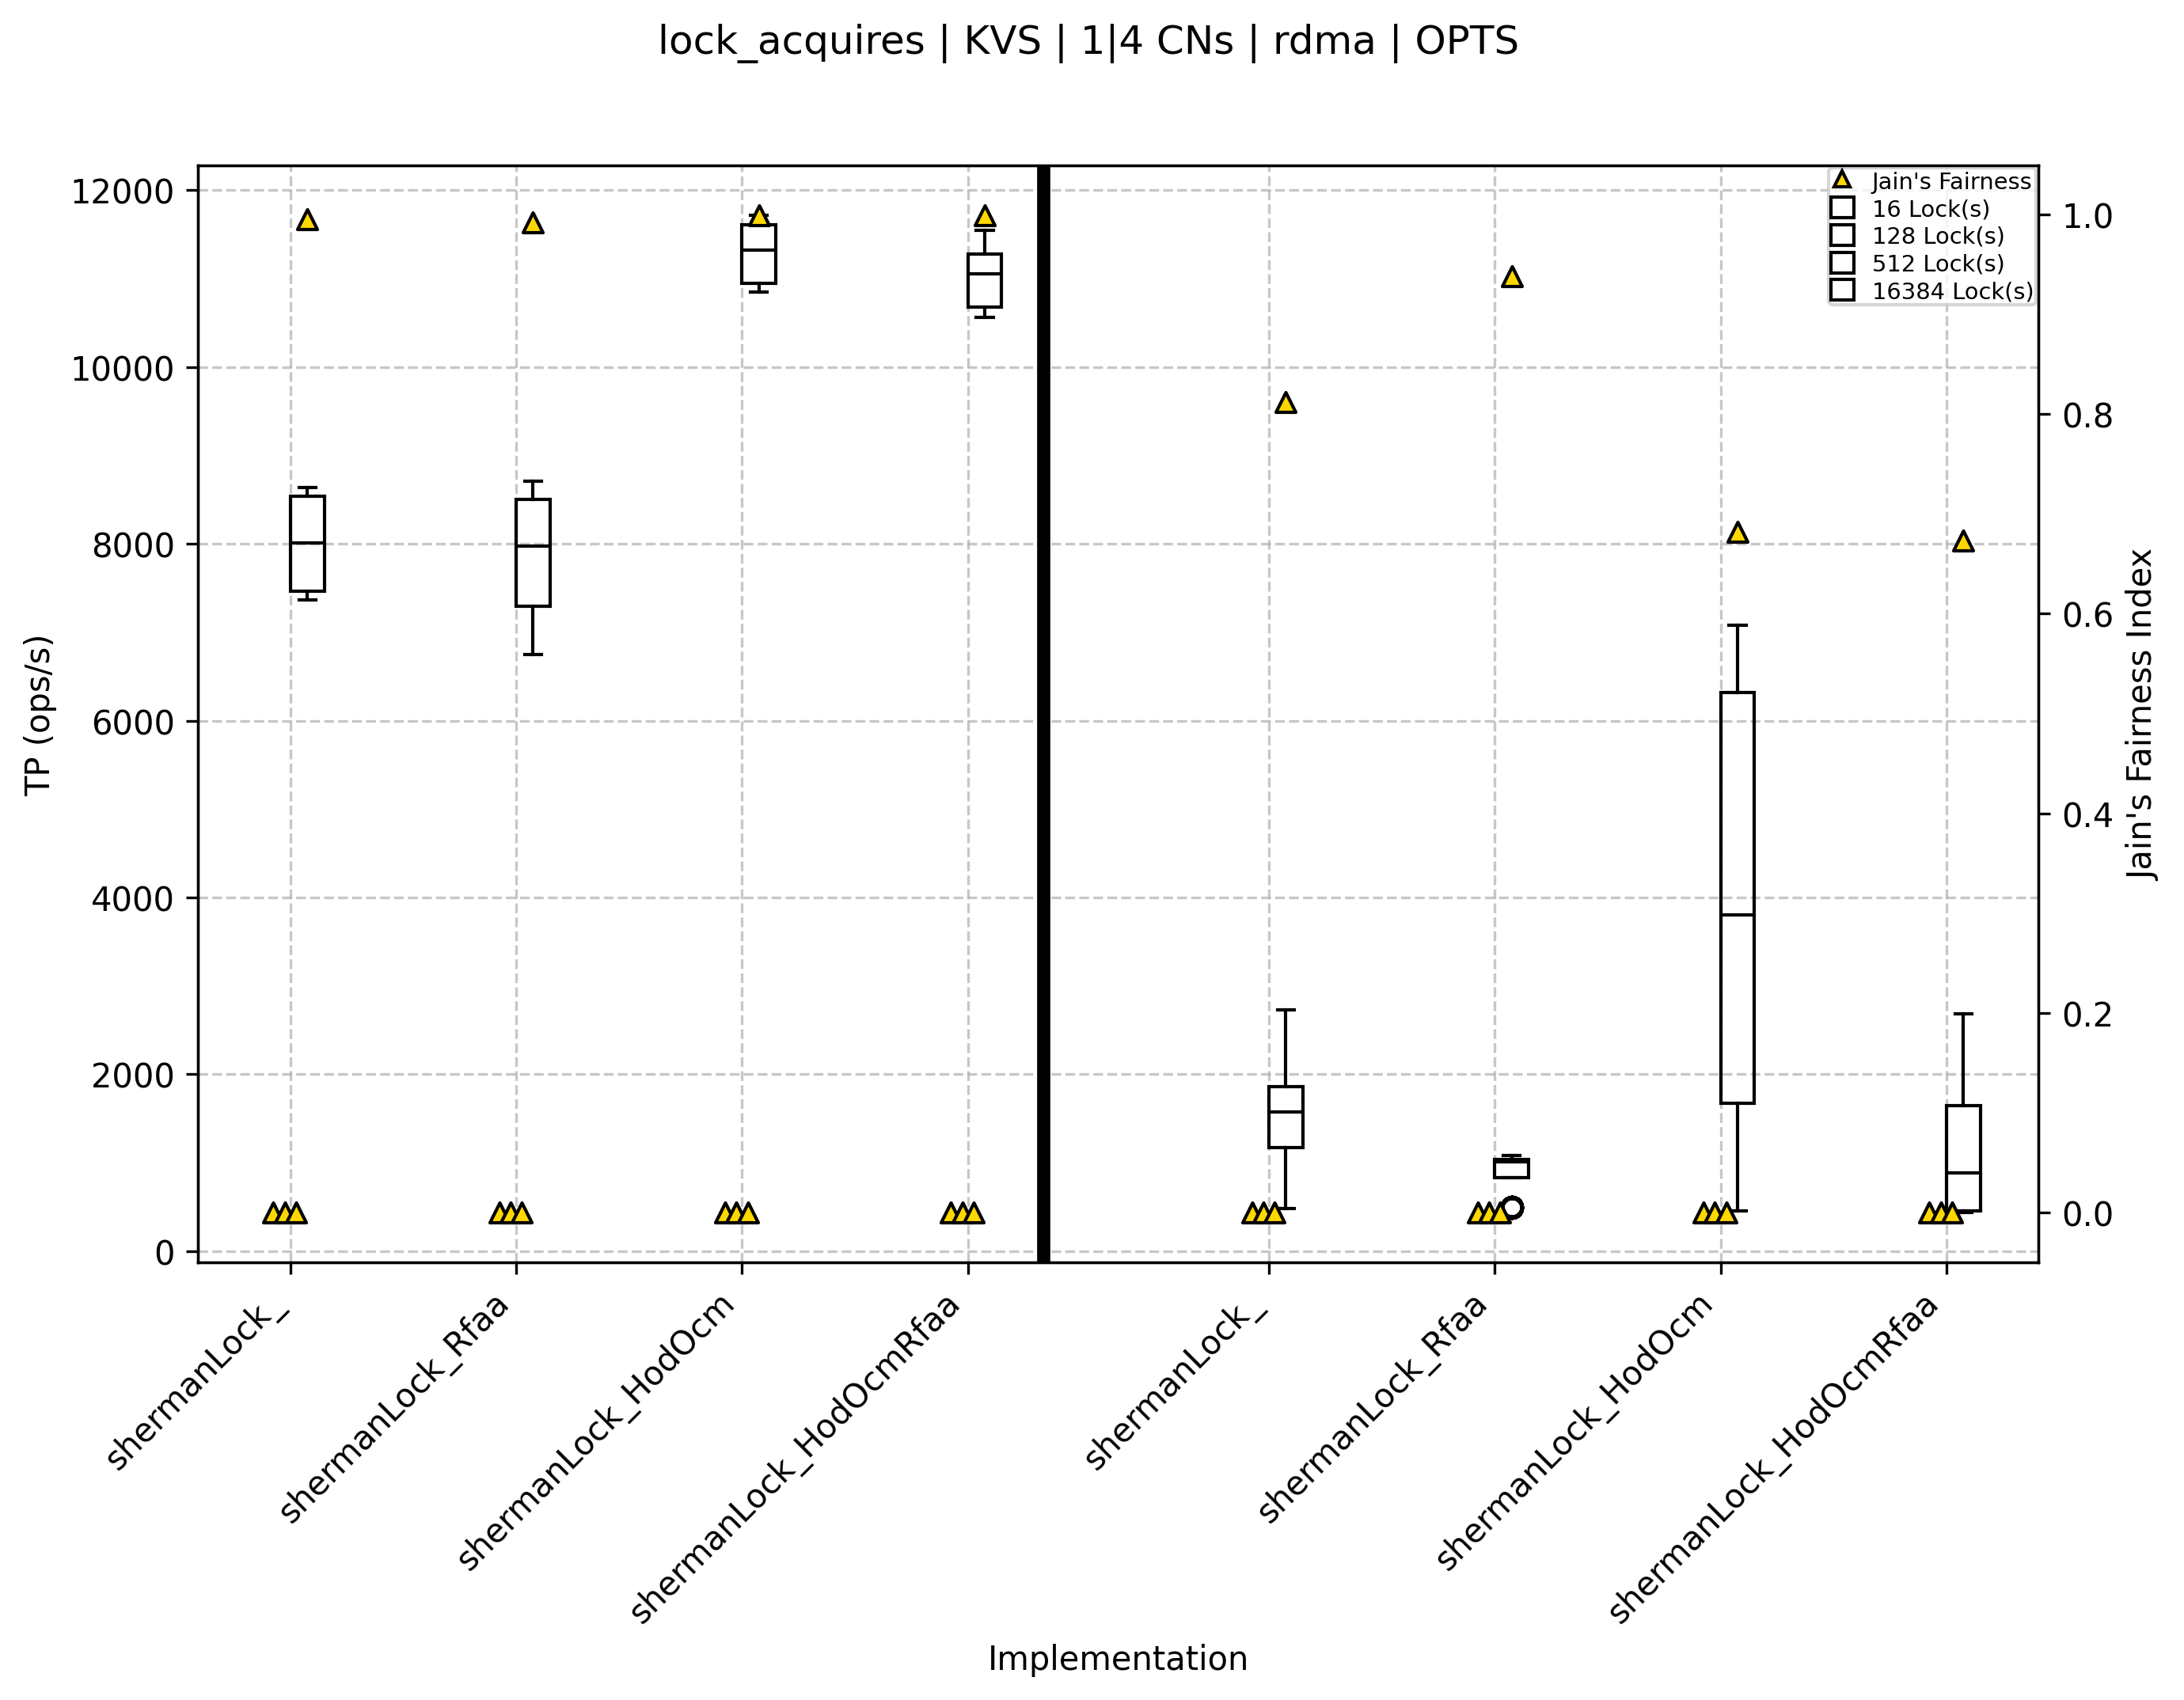 lock_acquires | KVS | 1|4 CNs | rdma | OPTS
12000
10000
8000
6000
4000
2000
0
TP (ops/s)
Jain's Fairness
16 Lock(s)
128 Lock(s)
512 Lock(s)
16384 Lock(s)
1.0
0.8
0.6
0.4
0.2
0.0
Jain's Fairness Index
shermanLock_
shermanLock_Rfaa
shermanLock_HodOcm
shermanLock_HodOcmRfaa
shermanLock_
shermanLock_Rfaa
shermanLock_HodOcm
shermanLock_HodOcmRfaa
Implementation